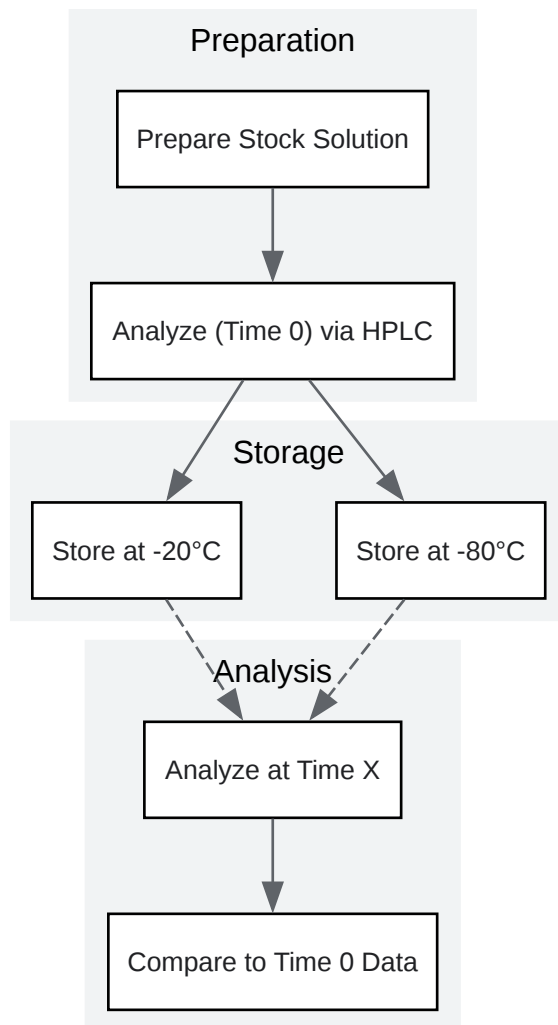 Preparation
Prepare Stock Solution
Analyze (Time 0) via HPLC
Storage
Store at -20°C
Store at -80°C
Analysis
Analyze at Time X
Compare to Time 0 Data